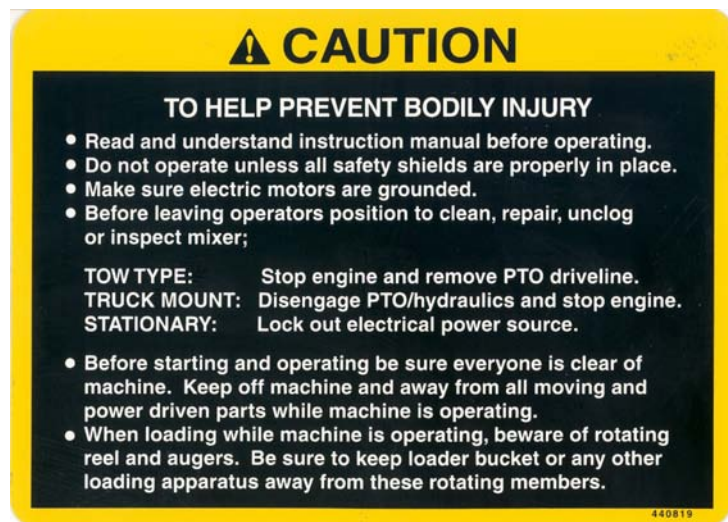 CAUTION
TO HELP PREVENT BODILY INJURY
• Read and understand instruction manual before operating.
• Do not operate unless all safety shields are properly in place.
• Make sure electric motors are grounded.
• Before leaving operators position to clean, repair, unclog
or inspect mixer;
TOW TYPE: Stop engine and remove PTO driveline.
TRUCK MOUNT: Disengage PTO/hydraulics and stop engine.
STATIONARY: Lock out electrical power source.
• Before starting and operating be sure everyone is clear of
machine. Keep off machine and away from all moving and
power driven parts while machine is operating.
• When loading while machine is operating, beware of rotating
reel and augers. Be sure to keep loader bucket or any other
loading apparatus away from these rotating members.
440819